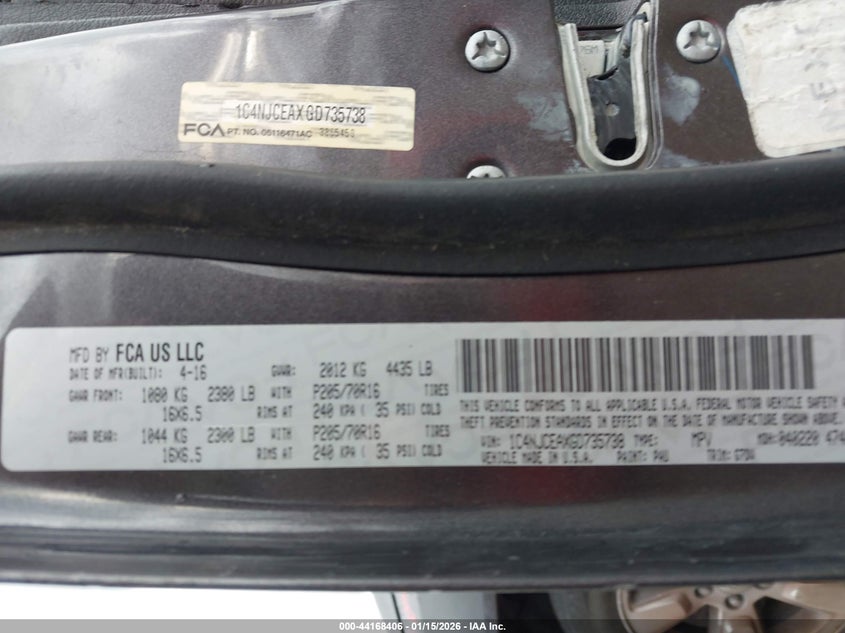 1C4NJCEAXGD735738
FCA PT. NO. 05116471AC
MFD BY FCA US LLC
DATE OF MFR(BUILT): 4-16 GVWR: 2012 KG 4435 LB
GAWR FRONT: 1080 KG 2380 LB WITH P205/70R16 TIRES
16X6.5 RIMS AT 240 KPA ( 35 PSI) COLD
GAWR REAR: 1044 KG 2300 LB WITH P205/70R16 TIRES
16X6.5 RIMS AT 240 KPA ( 35 PSI) COLD
THIS VEHICLE CONFORMS TO ALL APPLICABLE U.S.A. FEDERAL MOTOR VEHICLE SAFETY
THEFT PREVENTION STANDARDS IN EFFECT ON THE DATE OF MANUFACTURE SHOWN ABOVE.
VIN: 1C4NJCEAXGD735738 TYPE: MPV MDH: 040220 474
VEHICLE MADE IN U.S.A. PAINT: PAU TRIM:
000-44168406 - 01/15/2026 - IAA Inc.